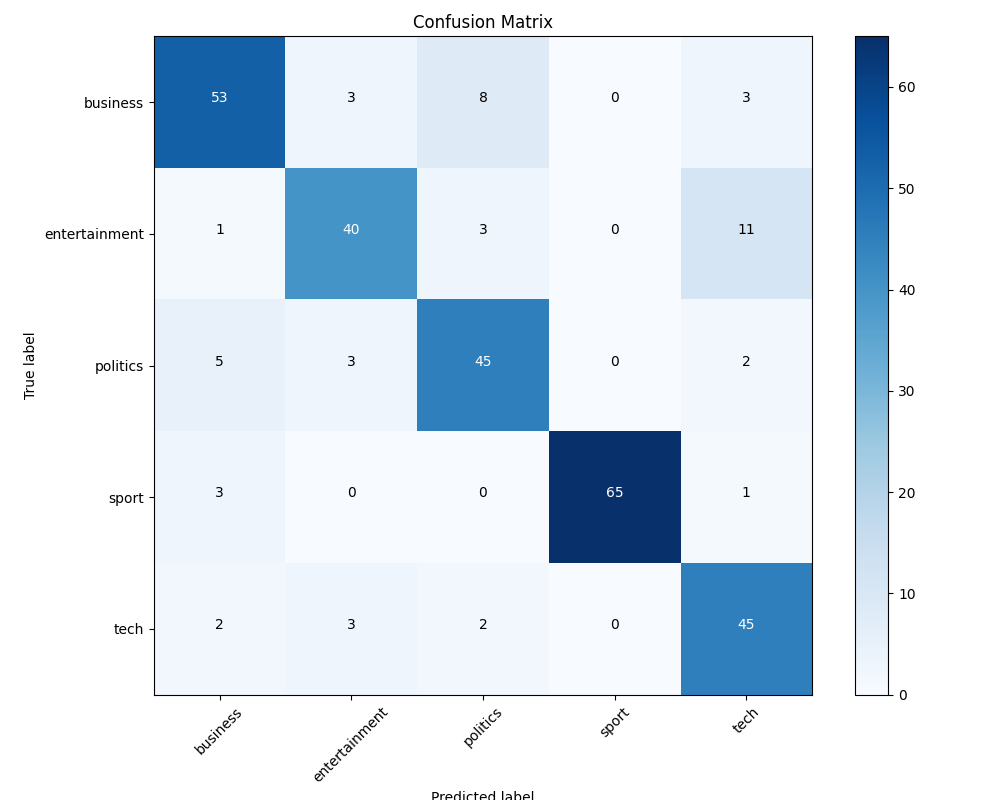 Confusion Matrix
business 53 3 8 0 3
entertainment 1 40 3 0 11
politics 5 3 45 0 2
sport 3 0 0 65 1
tech 2 3 2 0 45
True label
business entertainment politics sport tech
Predicted label
60
50
40
30
20
10
0